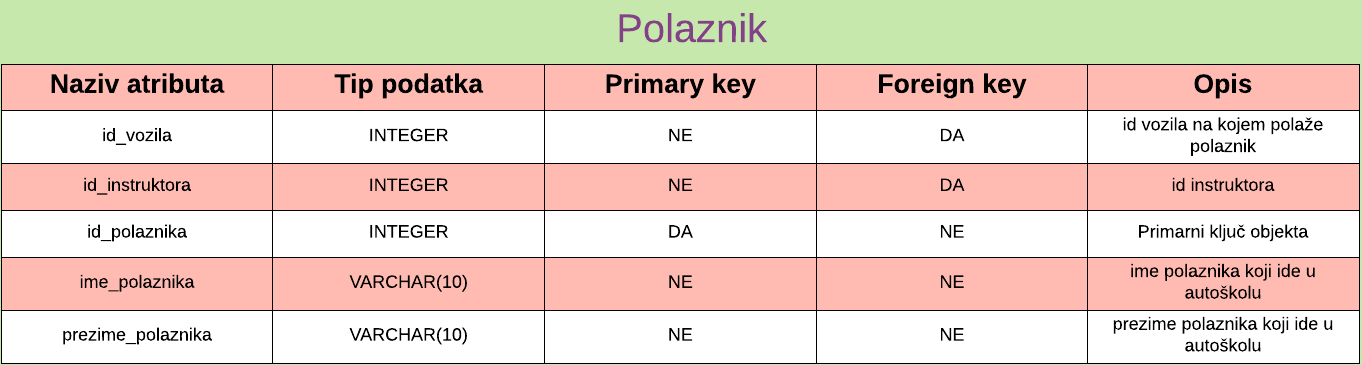 Polaznik
Naziv atributa Tip podatka Primary key Foreign key Opis
id_vozila INTEGER NE DA id vozila na kojem polaže
polaznik
id_instruktora INTEGER NE DA id instruktora
id_polaznika INTEGER DA NE Primarni ključ objekta
ime_polaznika VARCHAR(10) NE NE ime polaznika koji ide u
autoškolu
prezime_polaznika VARCHAR(10) NE NE prezime polaznika koji ide u
autoškolu